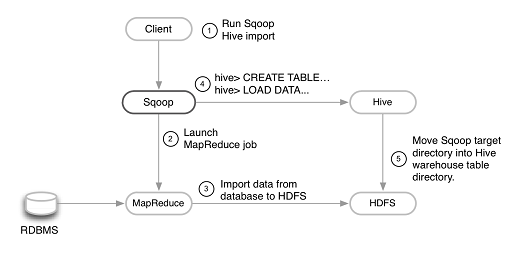 Client
1
Run Sqoop
Hive import
4
hive> CREATE TABLE...
hive> LOAD DATA...
Sqoop
Hive
2
Launch
MapReduce job
5
Move Sqoop target
directory into Hive
warehouse table
directory.
3
Import data from
database to HDFS
MapReduce
HDFS
RDBMS